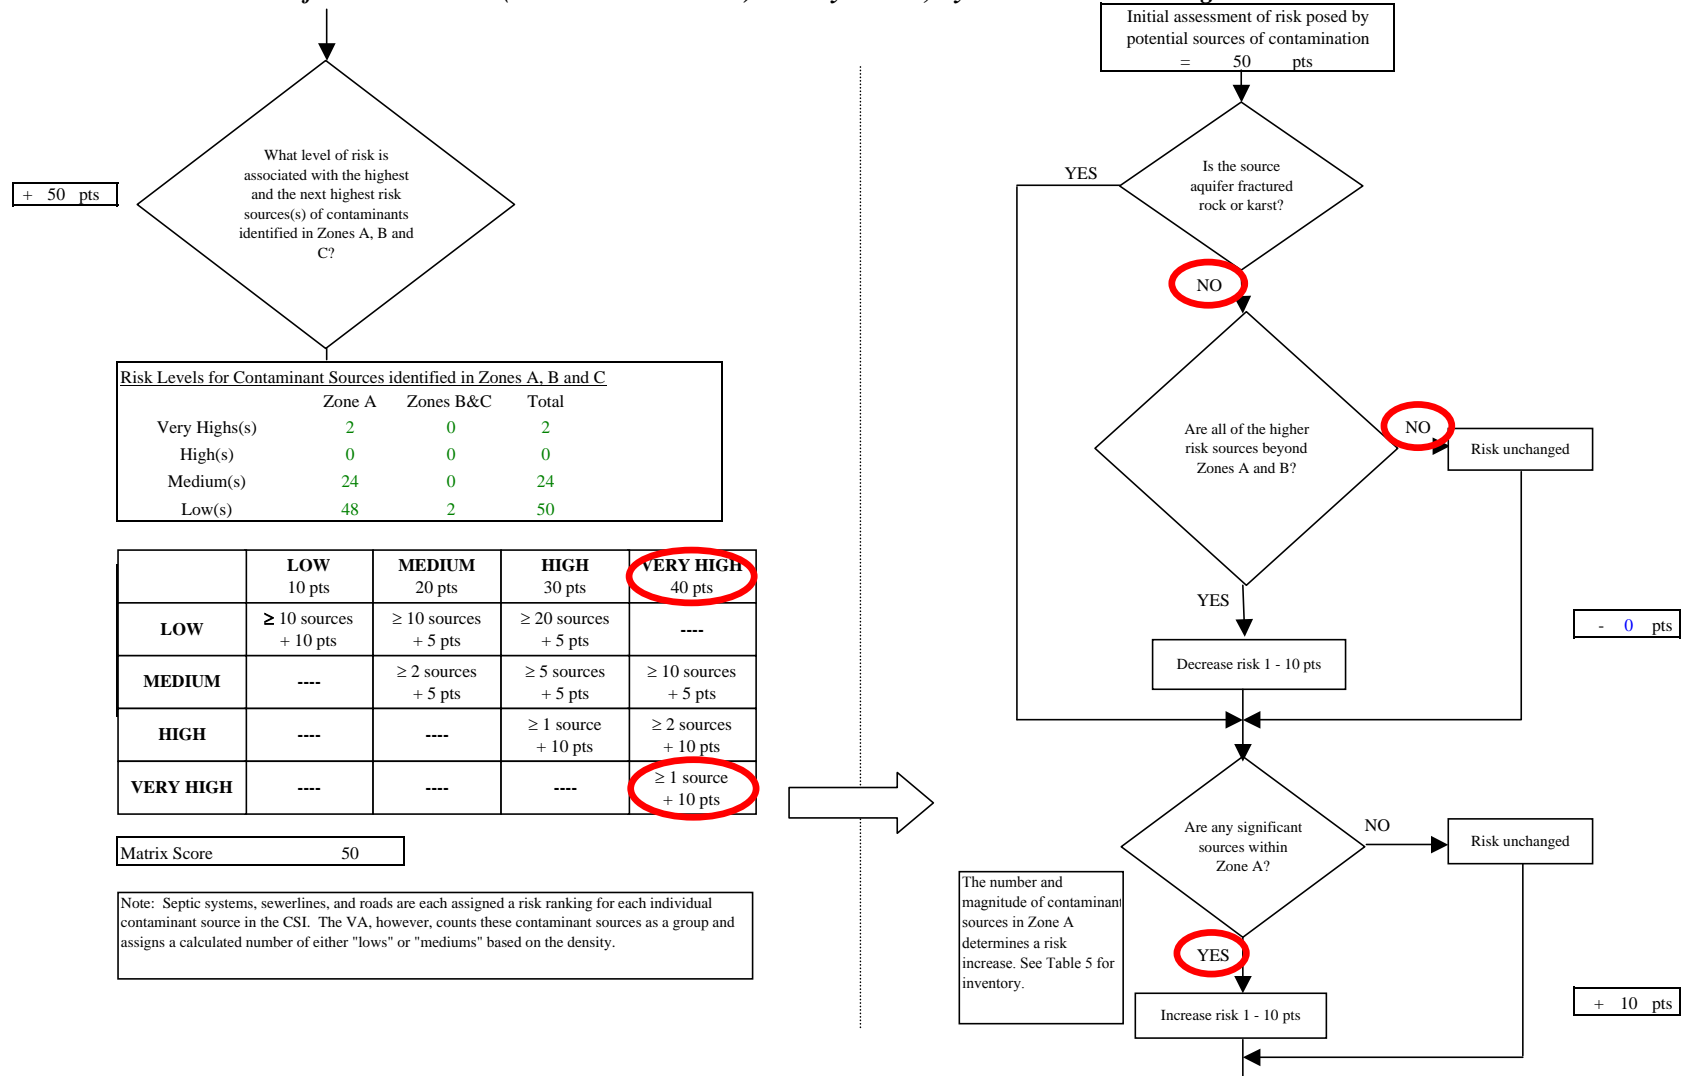 Initial assessment of risk posed by
potential sources of contamination
= 50 pts
What level of risk is
associated with the highest
and the next highest risk
sources(s) of contaminants
identified in Zones A, B and
C?
+ 50 pts
Risk Levels for Contaminant Sources identified in Zones A, B and C
Zone A Zones B&C Total
Very Highs(s) 2 0 2
High(s) 0 0 0
Medium(s) 24 0 24
Low(s) 48 2 50
LOW MEDIUM HIGH VERY HIGH
10 pts 20 pts 30 pts 40 pts
LOW
≥ 10 sources ≥ 10 sources ≥ 20 sources ----
+ 10 pts + 5 pts + 5 pts
MEDIUM
---- ≥ 2 sources ≥ 5 sources ≥ 10 sources
+ 5 pts + 5 pts + 5 pts
HIGH
---- ---- ≥ 1 source ≥ 2 sources
+ 10 pts + 10 pts
VERY HIGH
---- ---- ---- ≥ 1 source
+ 10 pts
Matrix Score 50
Note: Septic systems, sewerlines, and roads are each assigned a risk ranking for each individual
contaminant source in the CSI. The VA, however, counts these contaminant sources as a group and
assigns a calculated number of either "lows" or "mediums" based on the density.
YES
Is the source
aquifer fractured
rock or karst?
NO
Are all of the higher
risk sources beyond
Zones A and B?
NO
Risk unchanged
YES
Decrease risk 1 - 10 pts
- 0 pts
Are any significant
sources within
Zone A?
NO
Risk unchanged
The number and
magnitude of contaminant
sources in Zone A
determines a risk
increase. See Table 5 for
inventory.
YES
Increase risk 1 - 10 pts
+ 10 pts